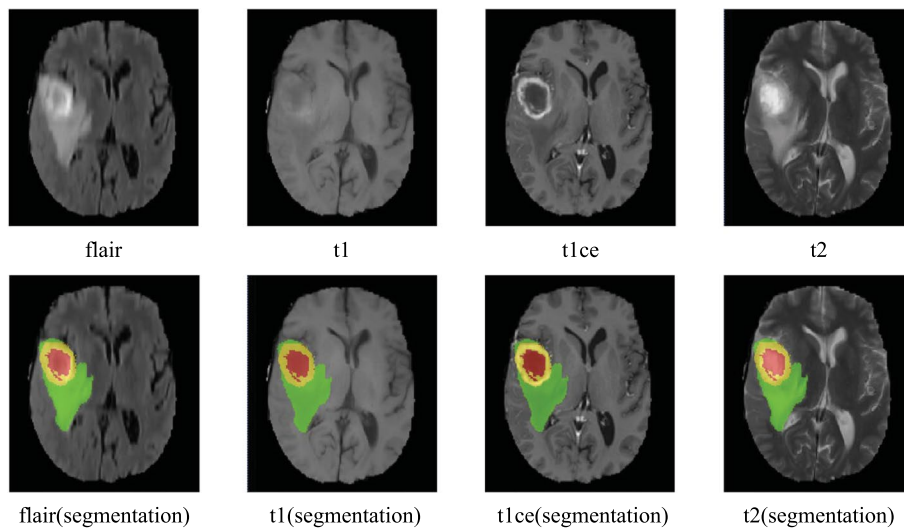 flair
t1
t1ce
t2
flair(segmentation)
t1(segmentation)
t1ce(segmentation)
t2(segmentation)